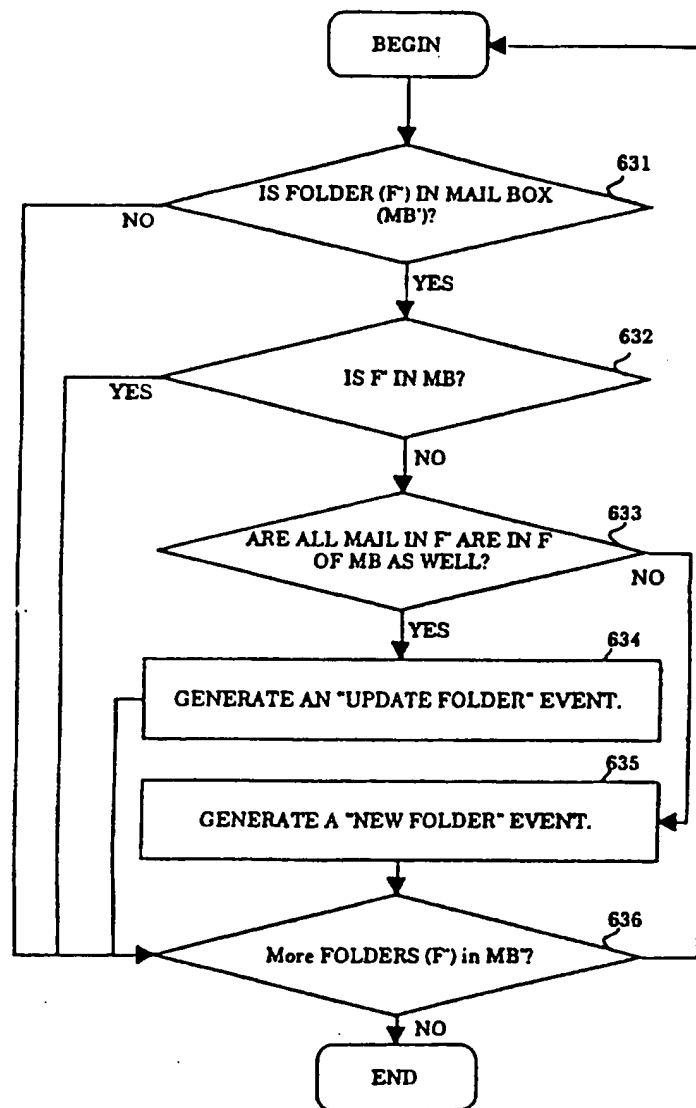 BEGIN
631
IS FOLDER (F') IN MAIL BOX
(MB')?
NO
YES
632
IS F' IN MB?
YES
NO
633
ARE ALL MAIL IN F' ARE IN F
OF MB AS WELL?
NO
YES
634
GENERATE AN "UPDATE FOLDER" EVENT.
635
GENERATE A "NEW FOLDER" EVENT.
636
More FOLDERS (F') in MB'?
NO
END